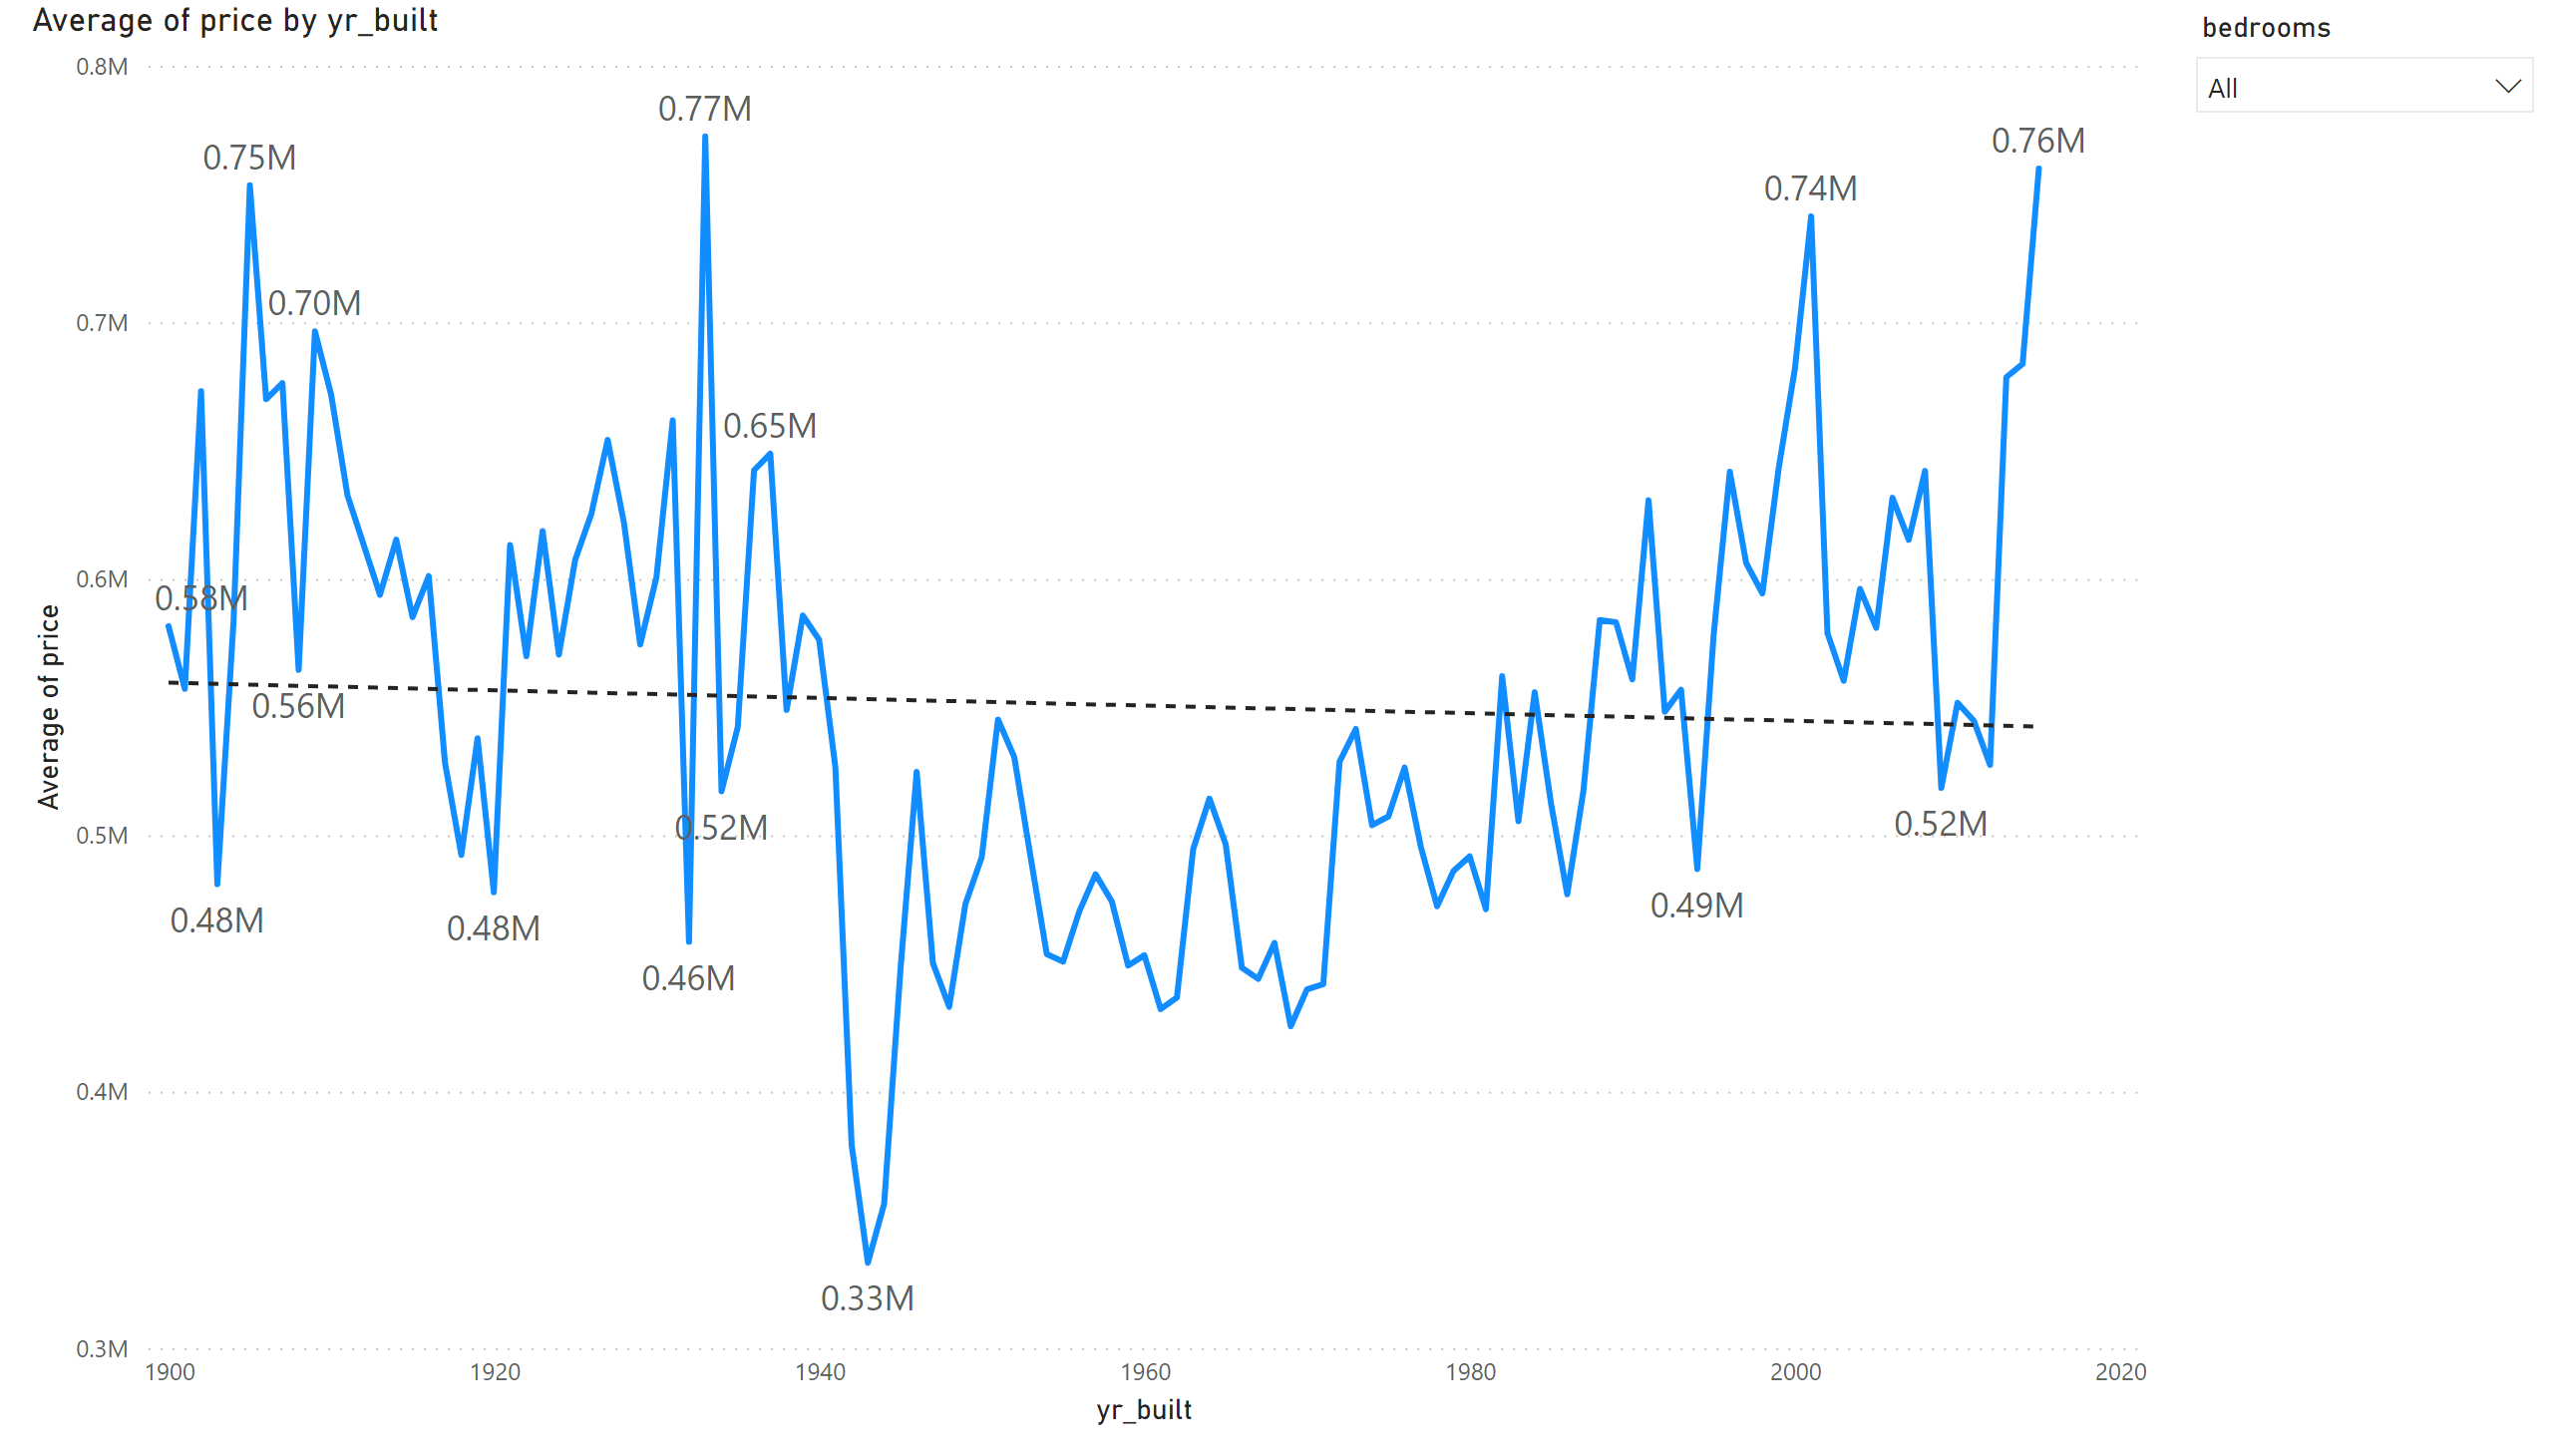 Average of price by yr_built
bedrooms
All
Average of price
0.8M
0.7M
0.6M
0.5M
0.4M
0.3M
0.58M
0.48M
0.75M
0.56M
0.70M
0.48M
0.46M
0.77M
0.52M
0.65M
0.33M
0.49M
0.74M
0.52M
0.76M
1900
1920
1940
1960
1980
2000
2020
yr_built